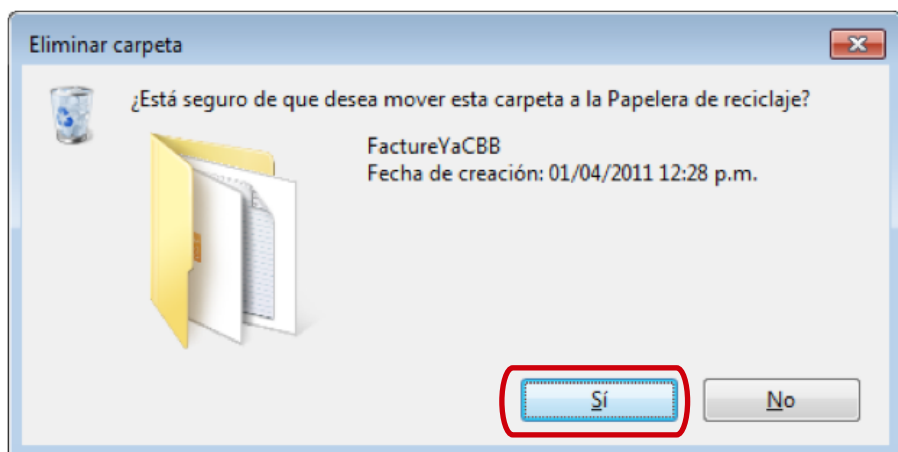 Eliminar carpeta
¿Está seguro de que desea mover esta carpeta a la Papelera de reciclaje?
FactureYaCBB
Fecha de creación: 01/04/2011 12:28 p.m.
Sí
No